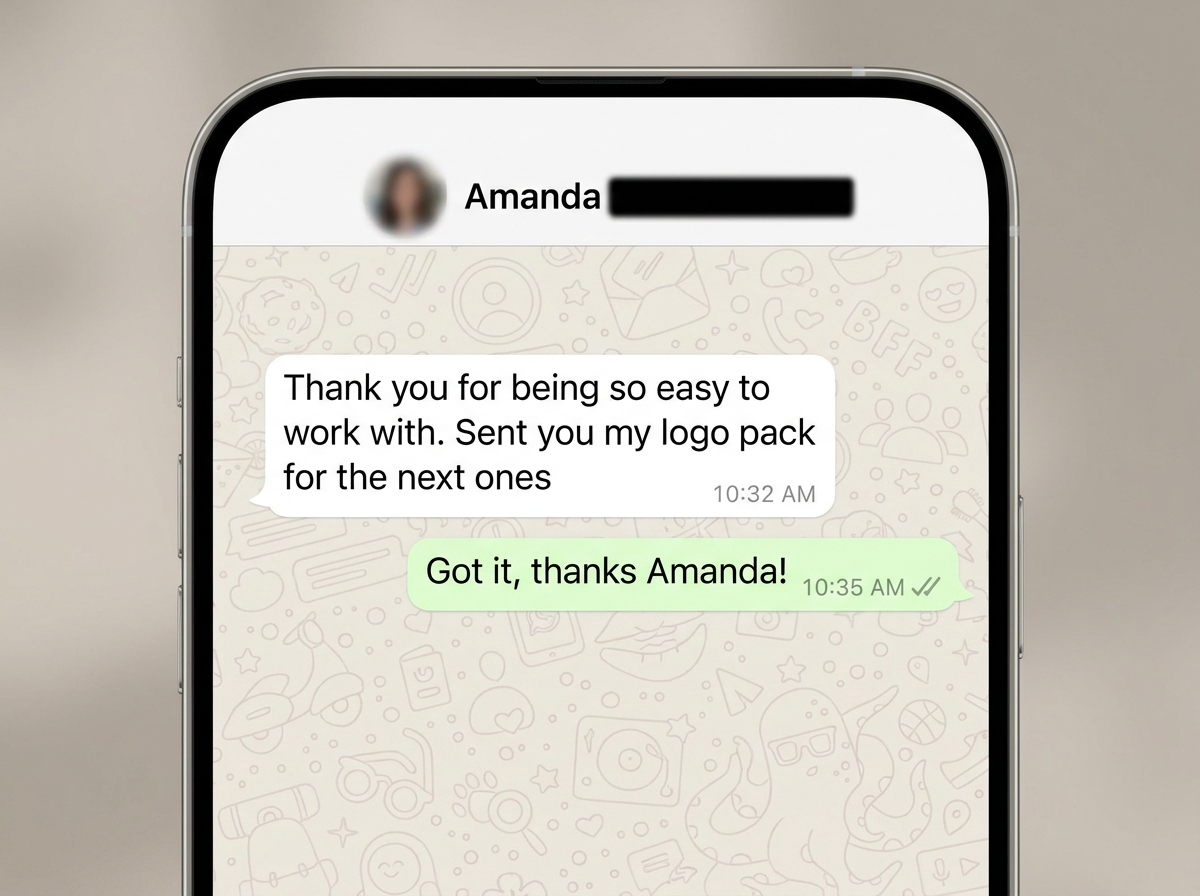 Amanda
Thank you for being so easy to
work with. Sent you my logo pack
for the next ones
10:32 AM
Got it, thanks Amanda!
10:35 AM
BFF